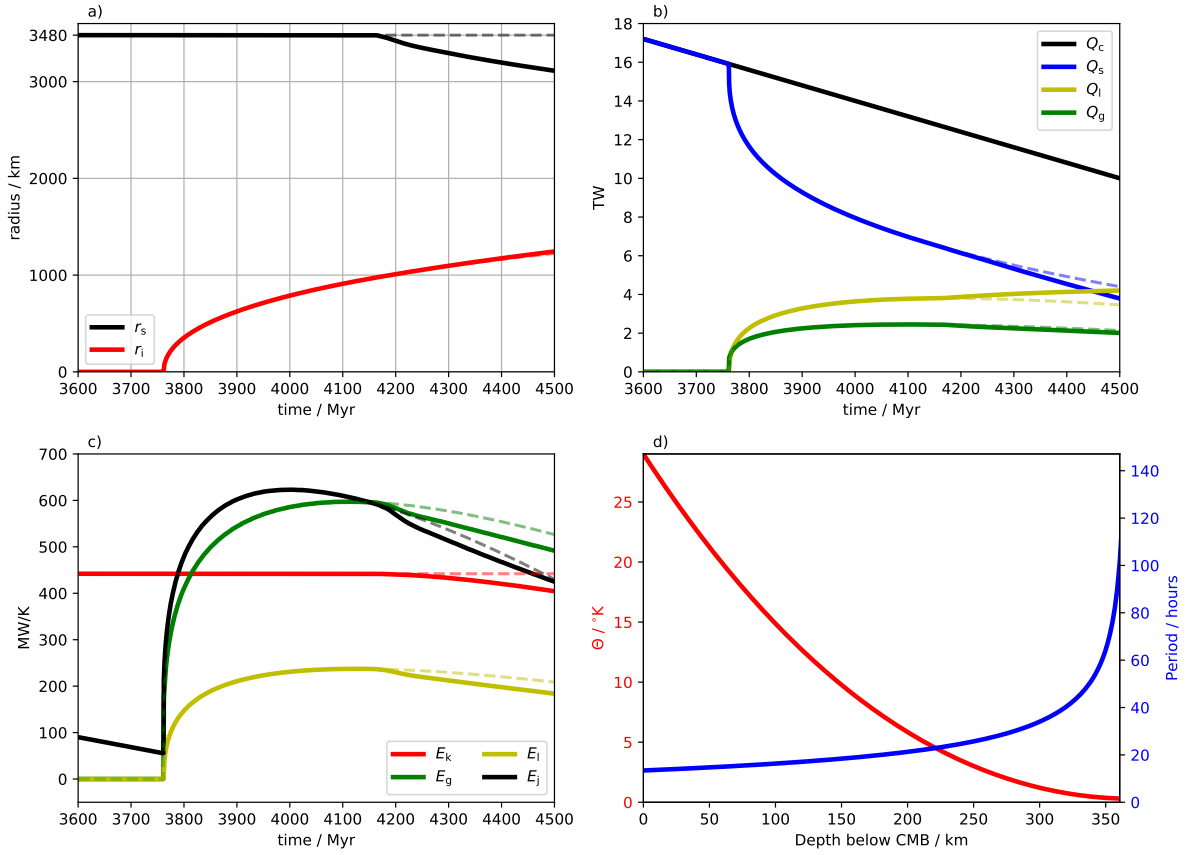 a)
3480
3000
2000
1000
0
radius / km
r_s
r_i
3600 3700 3800 3900 4000 4100 4200 4300 4400 4500
time / Myr
b)
18
16
14
12
10
8
6
4
2
0
TW
Q_c
Q_s
Q_l
Q_g
3600 3700 3800 3900 4000 4100 4200 4300 4400 4500
time / Myr
c)
700
600
500
400
300
200
100
0
MW/K
E_k E_l
E_g E_j
3600 3700 3800 3900 4000 4100 4200 4300 4400 4500
time / Myr
d)
25
20
15
10
5
0
Θ / °K
140
120
100
80
60
40
20
0
Period / hours
0 50 100 150 200 250 300 350
Depth below CMB / km